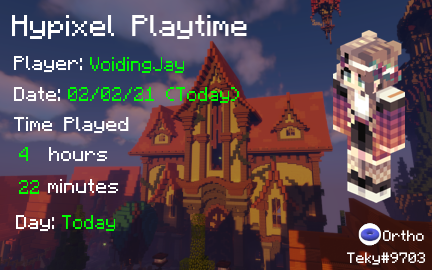 Hypixel Playtime
Player: VoidingJay
Date: 02/02/21 (Today)
Time Played
4 hours
22 minutes
Day: Today
Ortho
Teky#9703